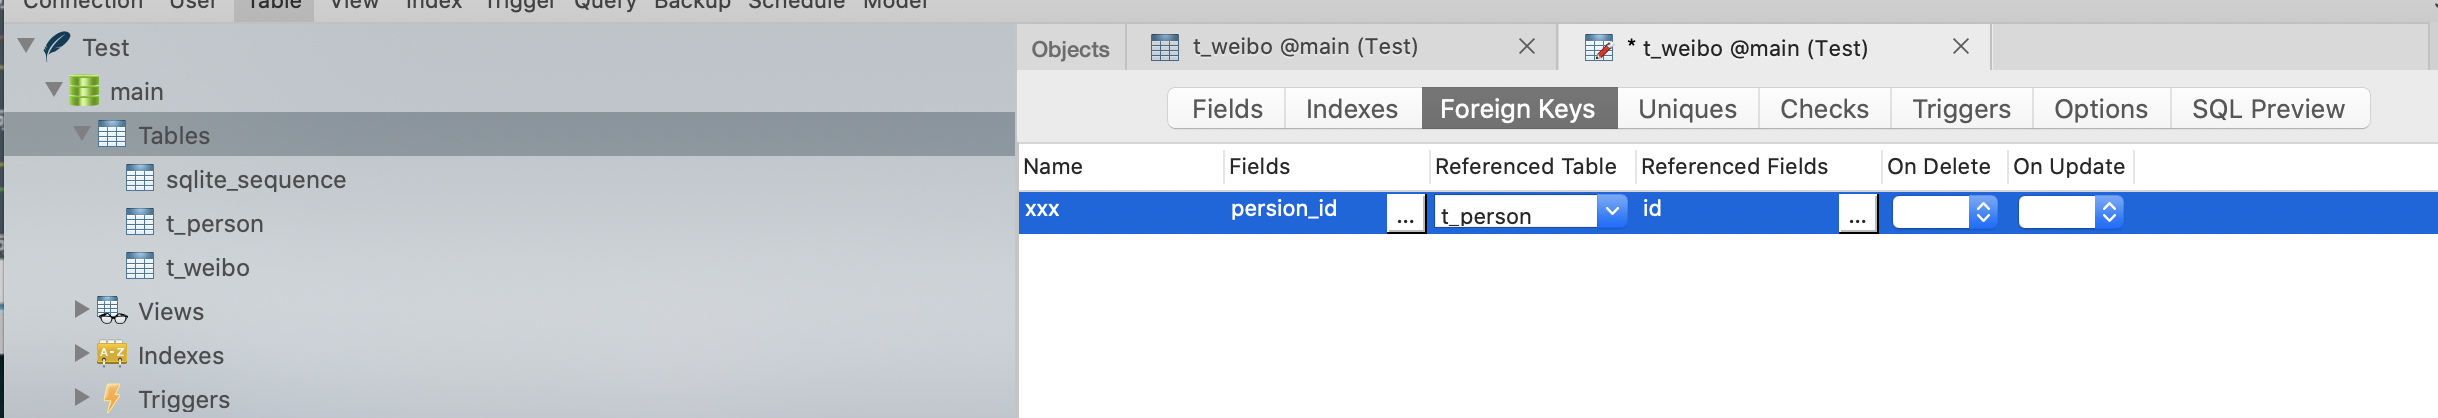 Connection User Table View Index Trigger Query Backup Schedule Model
Test
main
Tables
sqlite_sequence
t_person
t_weibo
Views
A-Z Indexes
Triggers
Objects t_weibo @main (Test) * t_weibo @main (Test)
Fields Indexes Foreign Keys Uniques Checks Triggers Options SQL Preview
Name Fields Referenced Table Referenced Fields On Delete On Update
xxx persion_id ... t_person id ...